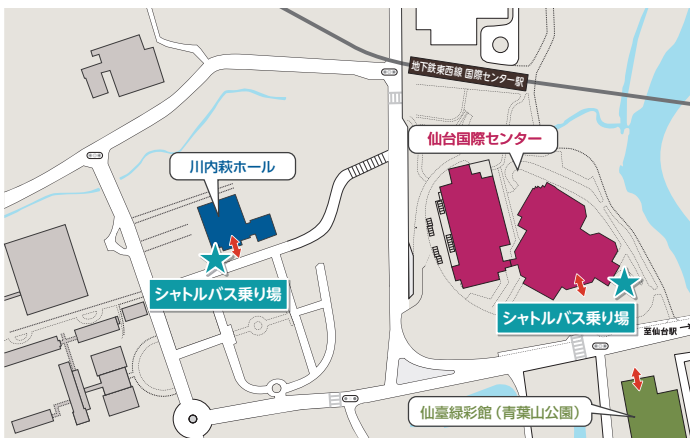 地下鉄東西線 国際センター駅
仙台国際センター
川内萩ホール
シャトルバス乗り場
シャトルバス乗り場
至仙台駅
仙臺緑彩館（青葉山公園）